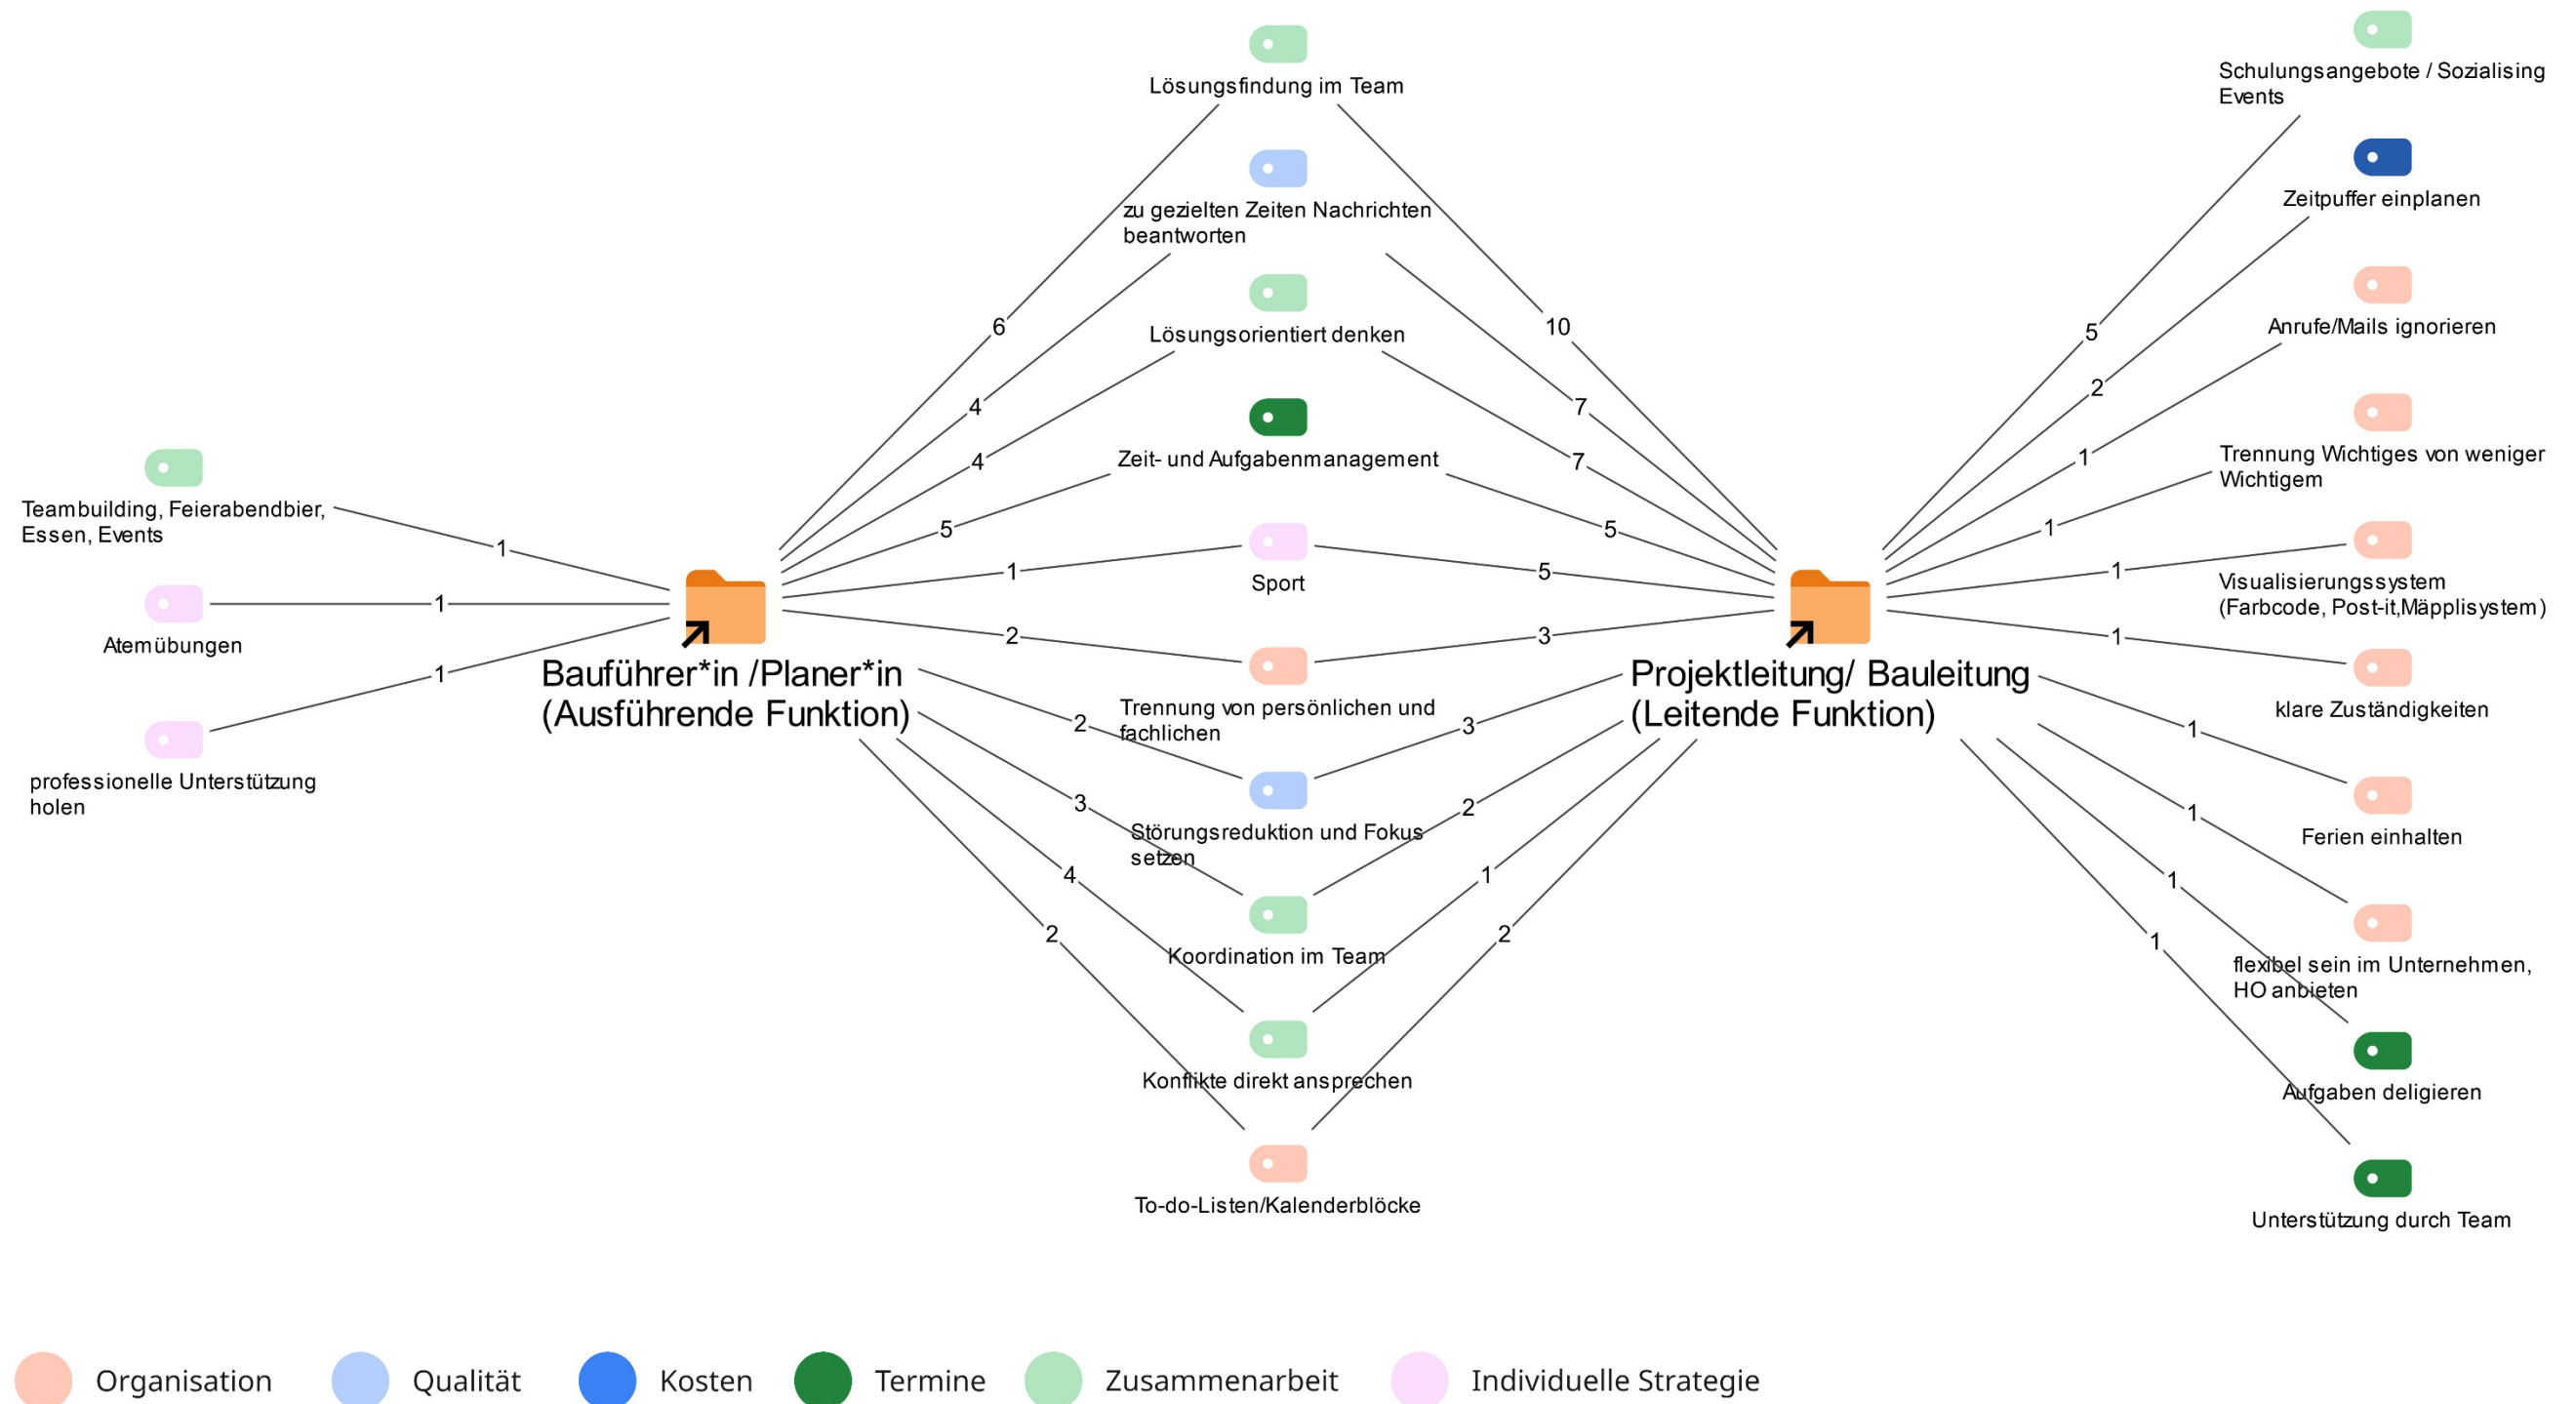 Lösungsfindung im Team
zu gezielten Zeiten Nachrichten
beantworten
Lösungsorientiert denken
Zeit- und Aufgabenmanagement
Sport
Trennung von persönlichen und
fachlichen
Störungsreduktion und Fokus
setzen
Koordination im Team
Konflikte direkt ansprechen
To-do-Listen/Kalenderblöcke
Teambuilding, Feierabendbier,
Essen, Events
Atemübungen
professionelle Unterstützung
holen
1
1
1
Bauführer*in /Planer*in
(Ausführende Funktion)
6
4
4
5
1
2
2
3
4
2
10
7
7
5
5
3
3
2
1
2
Projektleitung/ Bauleitung
(Leitende Funktion)
5
2
1
1
1
1
1
1
1
1
Schulungsangebote / Sozialising
Events
Zeitpuffer einplanen
Anrufe/Mails ignorieren
Trennung Wichtiges von weniger
Wichtigem
Visualisierungssystem
(Farbcode, Post-it,Mäpplisystem)
klare Zuständigkeiten
Ferien einhalten
flexibel sein im Unternehmen,
HO anbieten
Aufgaben deligieren
Unterstützung durch Team
Organisation
Qualität
Kosten
Termine
Zusammenarbeit
Individuelle Strategie